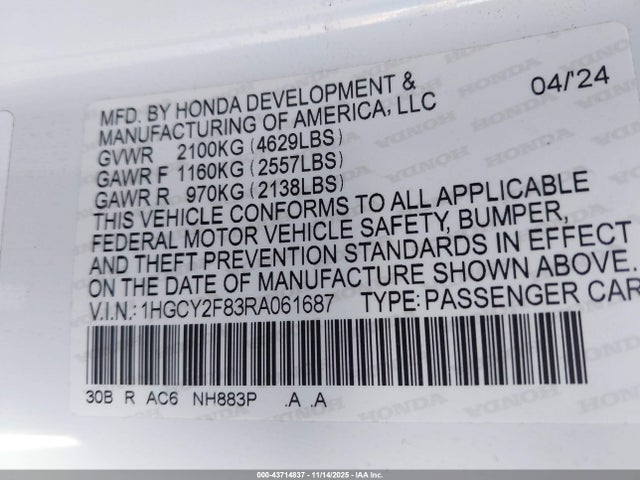 MFD. BY HONDA DEVELOPMENT & 04/'24
MANUFACTURING OF AMERICA, LLC
GVWR 2100KG (4629LBS)
GAWR F 1160KG (2557LBS)
GAWR R 970KG (2138LBS)
THIS VEHICLE CONFORMS TO ALL APPLICABLE
FEDERAL MOTOR VEHICLE SAFETY, BUMPER,
AND THEFT PREVENTION STANDARDS IN EFFECT
ON THE DATE OF MANUFACTURE SHOWN ABOVE.
V.I.N.: 1HGCY2F83RA061687 TYPE: PASSENGER CAR
30B R AC6 NH883P .A .A
000-43714837 - 11/14/2025 - IAAI.com